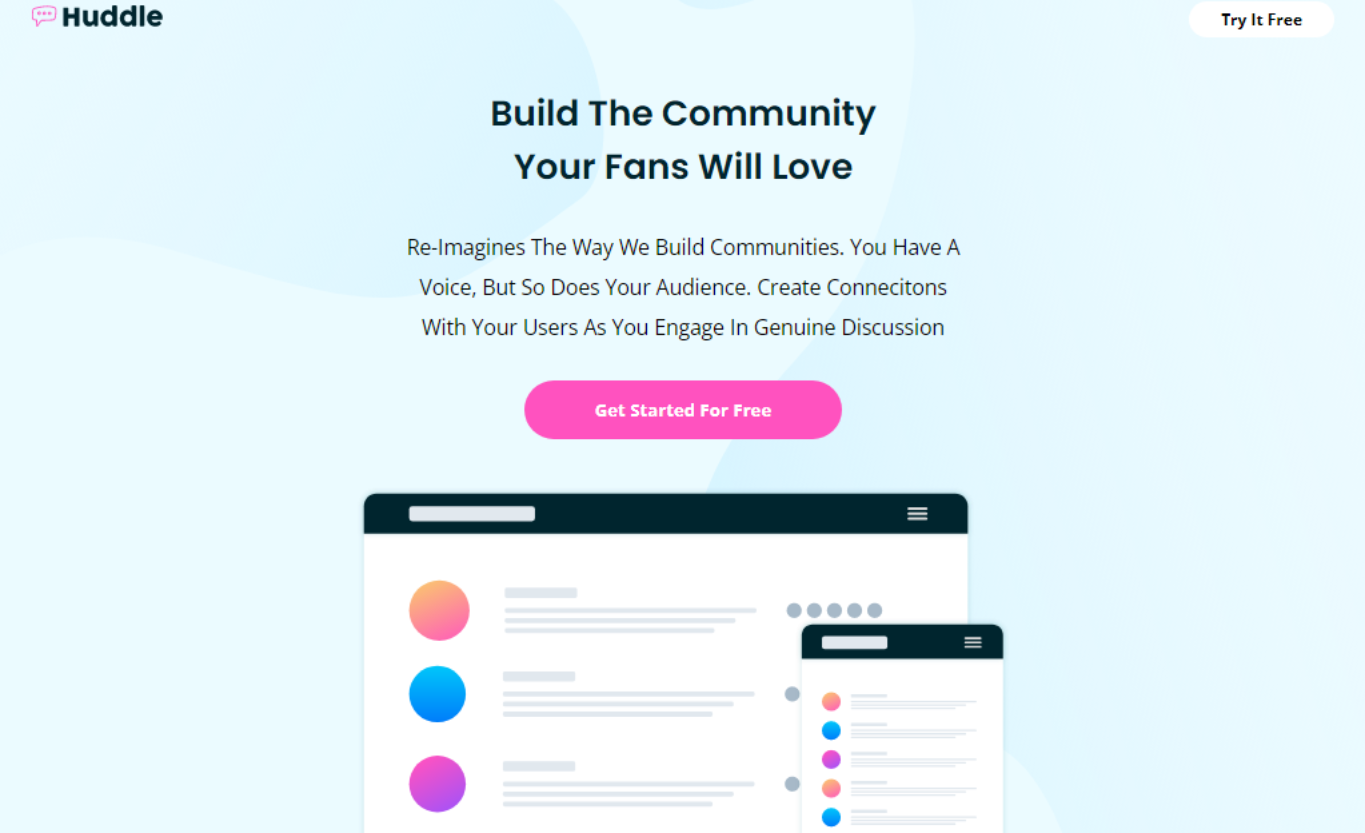 Huddle
Try It Free
Build The Community
Your Fans Will Love
Re-Imagines The Way We Build Communities. You Have A
Voice, But So Does Your Audience. Create Connecitons
With Your Users As You Engage In Genuine Discussion
Get Started For Free